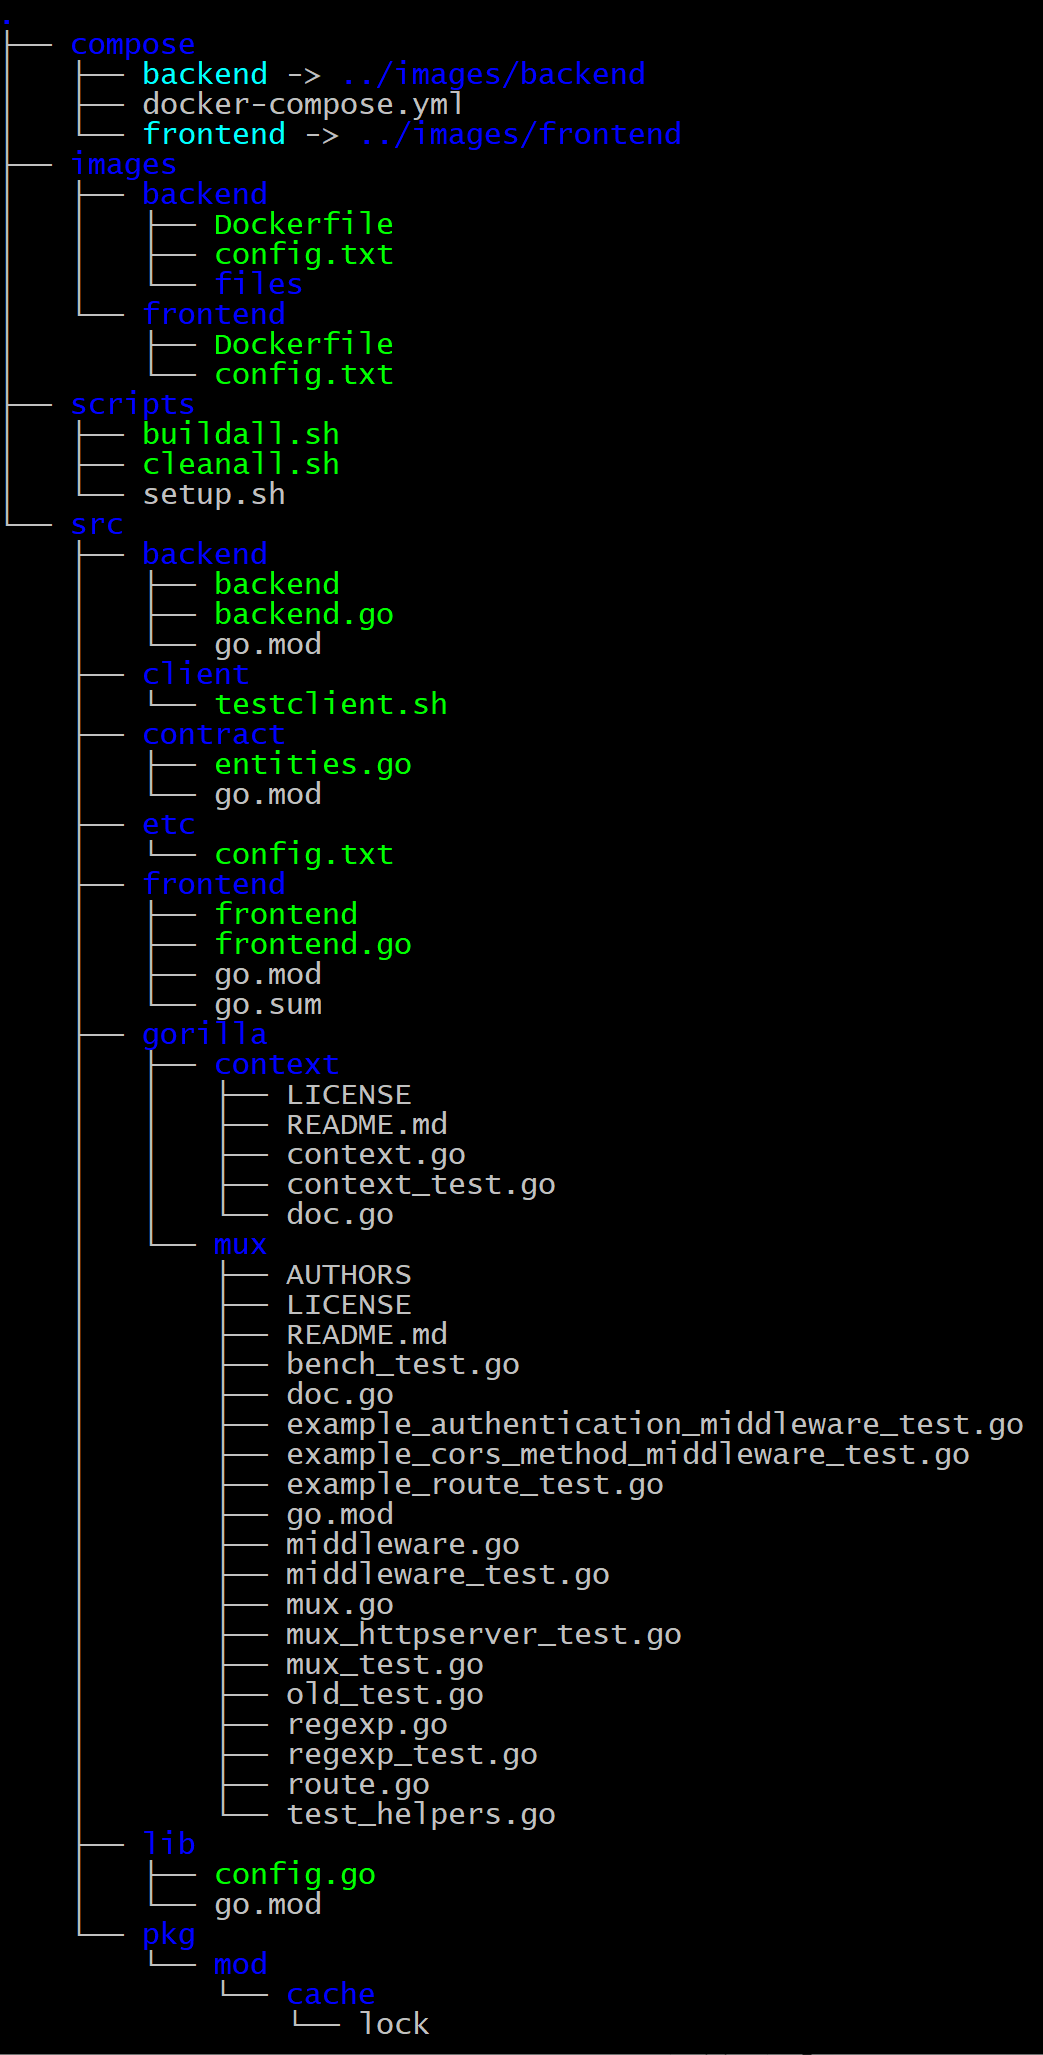 .
├── compose
│   ├── backend -> ../images/backend
│   ├── docker-compose.yml
│   └── frontend -> ../images/frontend
├── images
│   ├── backend
│   │   ├── Dockerfile
│   │   ├── config.txt
│   │   └── files
│   └── frontend
│       ├── Dockerfile
│       └── config.txt
├── scripts
│   ├── buildall.sh
│   ├── cleanall.sh
│   └── setup.sh
└── src
    ├── backend
    │   ├── backend
    │   ├── backend.go
    │   └── go.mod
    ├── client
    │   └── testclient.sh
    ├── contract
    │   ├── entities.go
    │   └── go.mod
    ├── etc
    │   └── config.txt
    ├── frontend
    │   ├── frontend
    │   ├── frontend.go
    │   ├── go.mod
    │   └── go.sum
    ├── gorilla
    │   ├── context
    │   │   ├── LICENSE
    │   │   ├── README.md
    │   │   ├── context.go
    │   │   ├── context_test.go
    │   │   └── doc.go
    │   └── mux
    │       ├── AUTHORS
    │       ├── LICENSE
    │       ├── README.md
    │       ├── bench_test.go
    │       ├── doc.go
    │       ├── example_authentication_middleware_test.go
    │       ├── example_cors_method_middleware_test.go
    │       ├── example_route_test.go
    │       ├── go.mod
    │       ├── middleware.go
    │       ├── middleware_test.go
    │       ├── mux.go
    │       ├── mux_httpserver_test.go
    │       ├── mux_test.go
    │       ├── old_test.go
    │       ├── regexp.go
    │       ├── regexp_test.go
    │       ├── route.go
    │       └── test_helpers.go
    ├── lib
    │   ├── config.go
    │   └── go.mod
    └── pkg
        └── mod
            └── cache
                └── lock